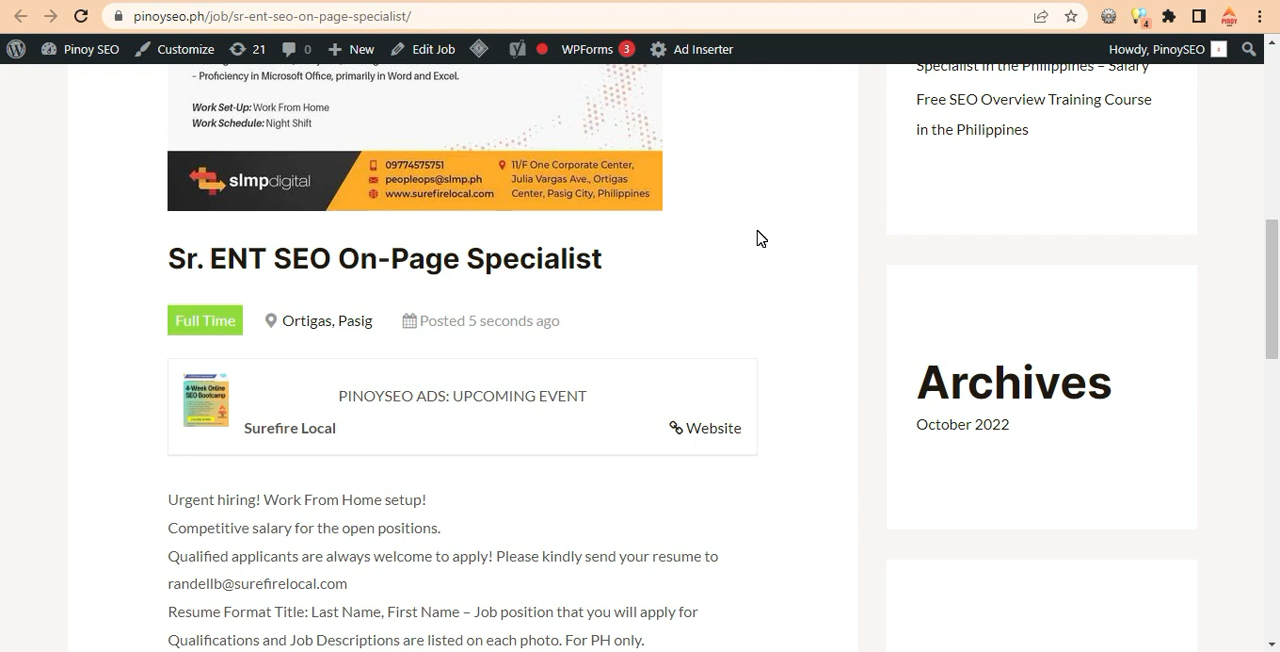 pinoyseo.ph/job/sr-ent-seo-on-page-specialist/
4
PINOY
Pinoy SEO
Customize
21
0
New
Edit Job
WPForms 3
Ad Inserter
Howdy, PinoySEO
- Proficiency in Microsoft Office, primarily in Word and Excel.
Work Set-Up: Work From Home
Work Schedule: Night Shift
slmpdigital
09774575751
peopleops@slmp.ph
www.surefirelocal.com
11/F One Corporate Center,
Julia Vargas Ave., Ortigas
Center, Pasig City, Philippines
Sr. ENT SEO On-Page Specialist
Full Time
Ortigas, Pasig
Posted 5 seconds ago
4-Week Online
SEO Bootcamp
PINOYSEO ADS: UPCOMING EVENT
Surefire Local
Website
Urgent hiring! Work From Home setup!
Competitive salary for the open positions.
Qualified applicants are always welcome to apply! Please kindly send your resume to
randellb@surefirelocal.com
Resume Format Title: Last Name, First Name – Job position that you will apply for
Qualifications and Job Descriptions are listed on each photo. For PH only.
Specialist in the Philippines – Salary
Free SEO Overview Training Course
in the Philippines
Archives
October 2022